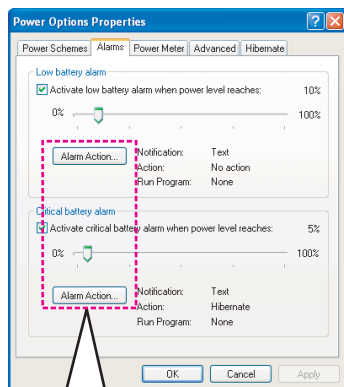 Power Options Properties
Power Schemes Alarms Power Meter Advanced Hibernate
Low battery alarm
Activate low battery alarm when power level reaches: 10%
0% 100%
Alarm Action... Notification: Text
Action: No action
Run Program: None
Critical battery alarm
Activate critical battery alarm when power level reaches: 5%
0% 100%
Alarm Action... Notification: Text
Action: Hibernate
Run Program: None
OK Cancel Apply